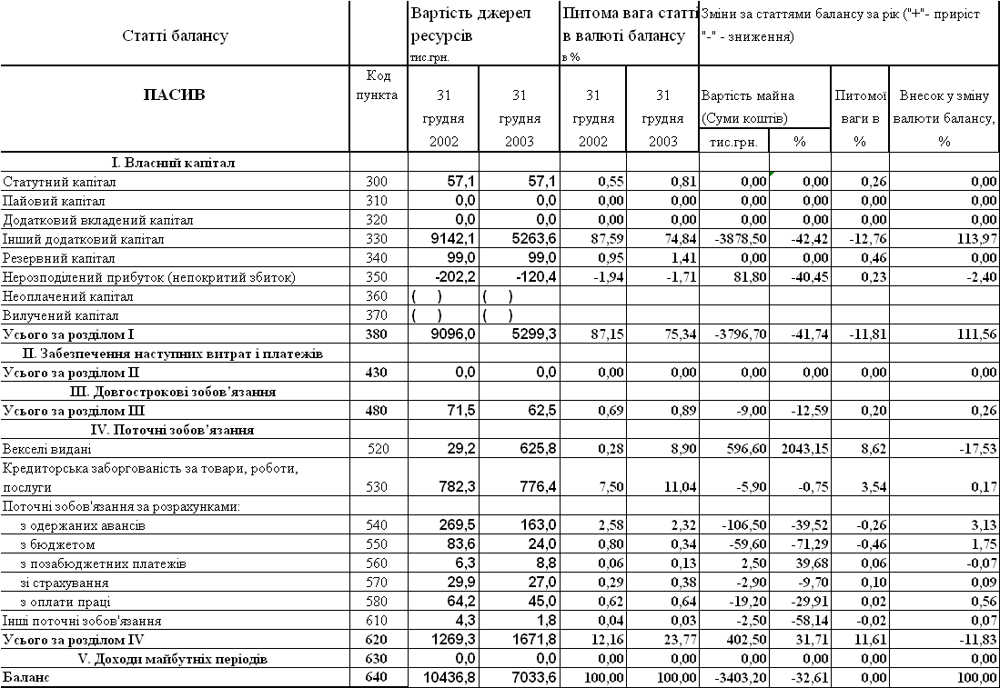 Статті балансу
Вартість джерел
ресурсів
тис.грн.
Питома вага статті
в валюті балансу
в %
Зміни за статтями балансу за рік ("+"- приріст
"-" - зниження)
ПАСИВ
Код
пункта
31
грудня
2002
31
грудня
2003
31
грудня
2002
31
грудня
2003
Вартість майна
(Суми коштів)
тис.грн.
%
Питомої
ваги в
%
Внесок у зміну
валюти балансу,
%
I. Власний капітал
Статутний капітал 300 57,1 57,1 0,55 0,81 0,00 0,00 0,26 0,00
Пайовий капітал 310 0,0 0,0 0,00 0,00 0,00 0,00 0,00 0,00
Додатковий вкладений капітал 320 0,0 0,0 0,00 0,00 0,00 0,00 0,00 0,00
Інший додатковий капітал 330 9142,1 5263,6 87,59 74,84 -3878,50 -42,42 -12,76 113,97
Резервний капітал 340 99,0 99,0 0,95 1,41 0,00 0,00 0,46 0,00
Нерозподілений прибуток (непокритий збиток) 350 -202,2 -120,4 -1,94 -1,71 81,80 -40,45 0,23 -2,40
Неоплачений капітал 360 ( ) ( )
Вилучений капітал 370 ( ) ( )
Усього за розділом I 380 9096,0 5299,3 87,15 75,34 -3796,70 -41,74 -11,81 111,56
II. Забезпечення наступних витрат і платежів
Усього за розділом II 430 0,0 0,0 0,00 0,00 0,00 0,00 0,00 0,00
III. Довгострокові зобов'язання
Усього за розділом III 480 71,5 62,5 0,69 0,89 -9,00 -12,59 0,20 0,26
IV. Поточні зобов'язання
Векселі видані 520 29,2 625,8 0,28 8,90 596,60 2043,15 8,62 -17,53
Кредиторська заборгованість за товари, роботи,
послуги 530 782,3 776,4 7,50 11,04 -5,90 -0,75 3,54 0,17
Поточні зобов'язання за розрахунками:
з одержаних авансів 540 269,5 163,0 2,58 2,32 -106,50 -39,52 -0,26 3,13
з бюджетом 550 83,6 24,0 0,80 0,34 -59,60 -71,29 -0,46 1,75
з позабюджетних платежів 560 6,3 8,8 0,06 0,13 2,50 39,68 0,06 -0,07
зі страхування 570 29,9 27,0 0,29 0,38 -2,90 -9,70 0,10 0,09
з оплати праці 580 64,2 45,0 0,62 0,64 -19,20 -29,91 0,02 0,56
Інші поточні зобов'язання 610 4,3 1,8 0,04 0,03 -2,50 -58,14 -0,02 0,07
Усього за розділом IV 620 1269,3 1671,8 12,16 23,77 402,50 31,71 11,61 -11,83
V. Доходи майбутніх періодів 630 0,0 0,0 0,00 0,00 0,00 0,00 0,00 0,00
Баланс 640 10436,8 7033,6 100,00 100,00 -3403,20 -32,61 0,00 100,00